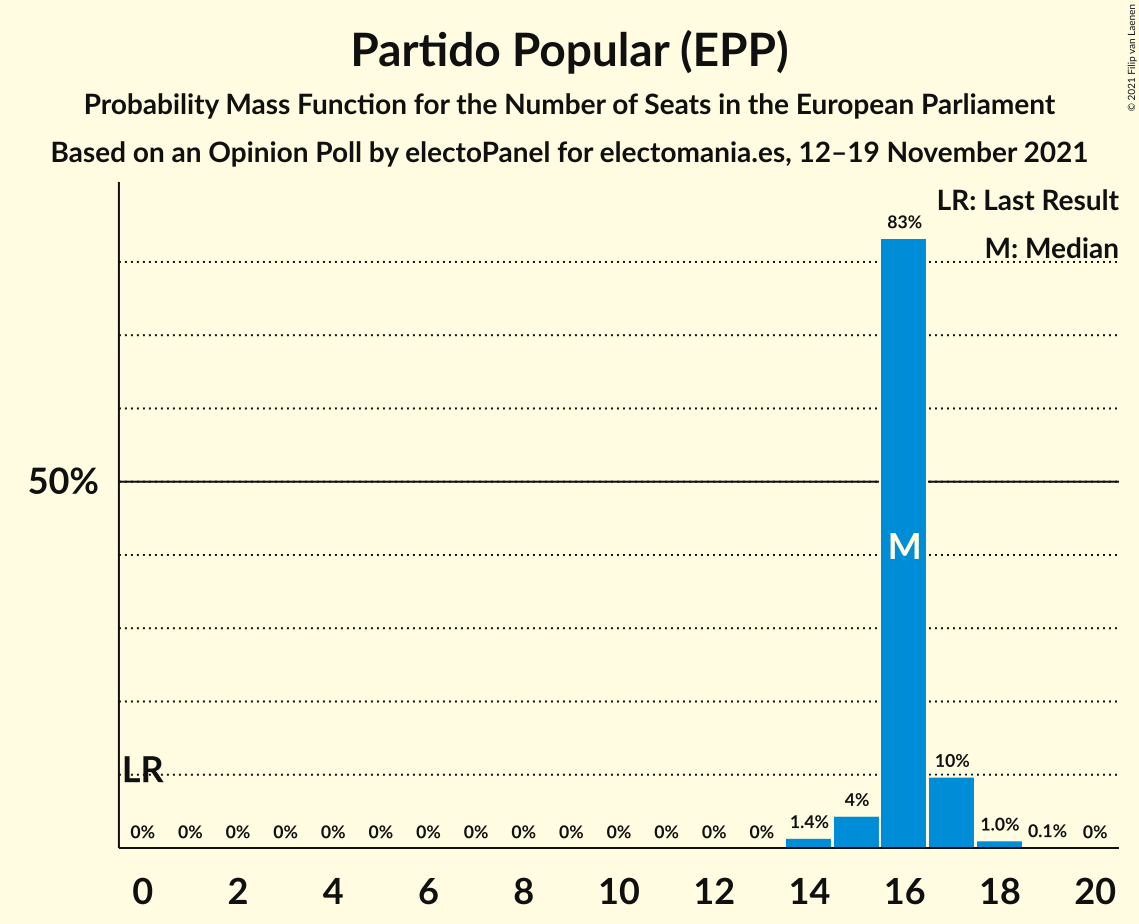 Partido Popular (EPP)
Probability Mass Function for the Number of Seats in the European Parliament
Based on an Opinion Poll by electoPanel for electomania.es, 12–19 November 2021
© 2021 Filip van Laenen
LR: Last Result
M: Median
83%
50%
M
LR
10%
4%
1.4%
1.0%
0.1%
0% 0% 0% 0% 0% 0% 0% 0% 0% 0% 0% 0% 0% 0% 0%
0 2 4 6 8 10 12 14 16 18 20